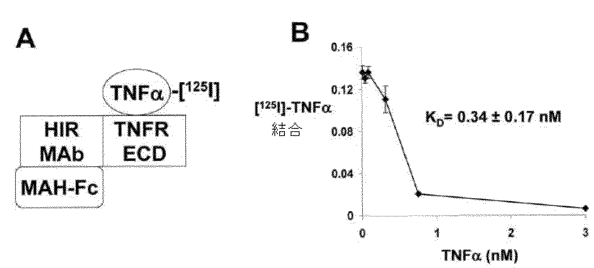 A
TNFα
-[¹²⁵I]
HIR
MAb
TNFR
ECD
MAH-Fc
B
[¹²⁵I]-TNFα
結合
0.16
0.12
0.08
0.04
0
K_D= 0.34 ± 0.17 nM
0
1
2
3
TNFα (nM)